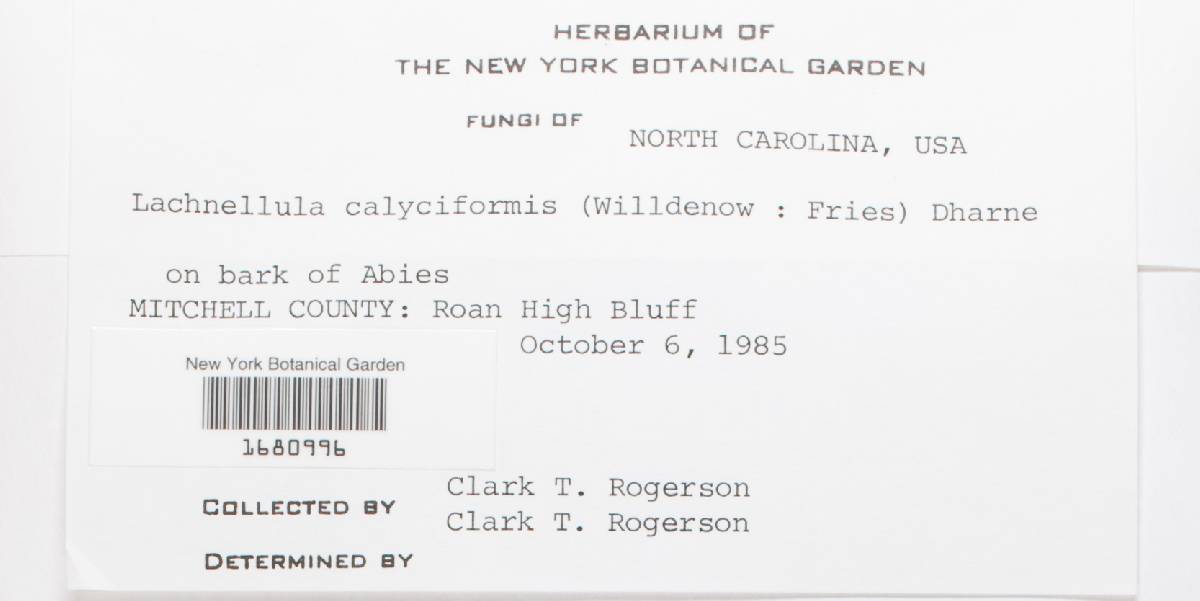 HERBARIUM OF
THE NEW YORK BOTANICAL GARDEN
FUNGI OF NORTH CAROLINA, USA
Lachnellula calyciformis (Willdenow : Fries) Dharne
on bark of Abies
MITCHELL COUNTY: Roan High Bluff
October 6, 1985
New York Botanical Garden
1680996
COLLECTED BY Clark T. Rogerson
Clark T. Rogerson
DETERMINED BY